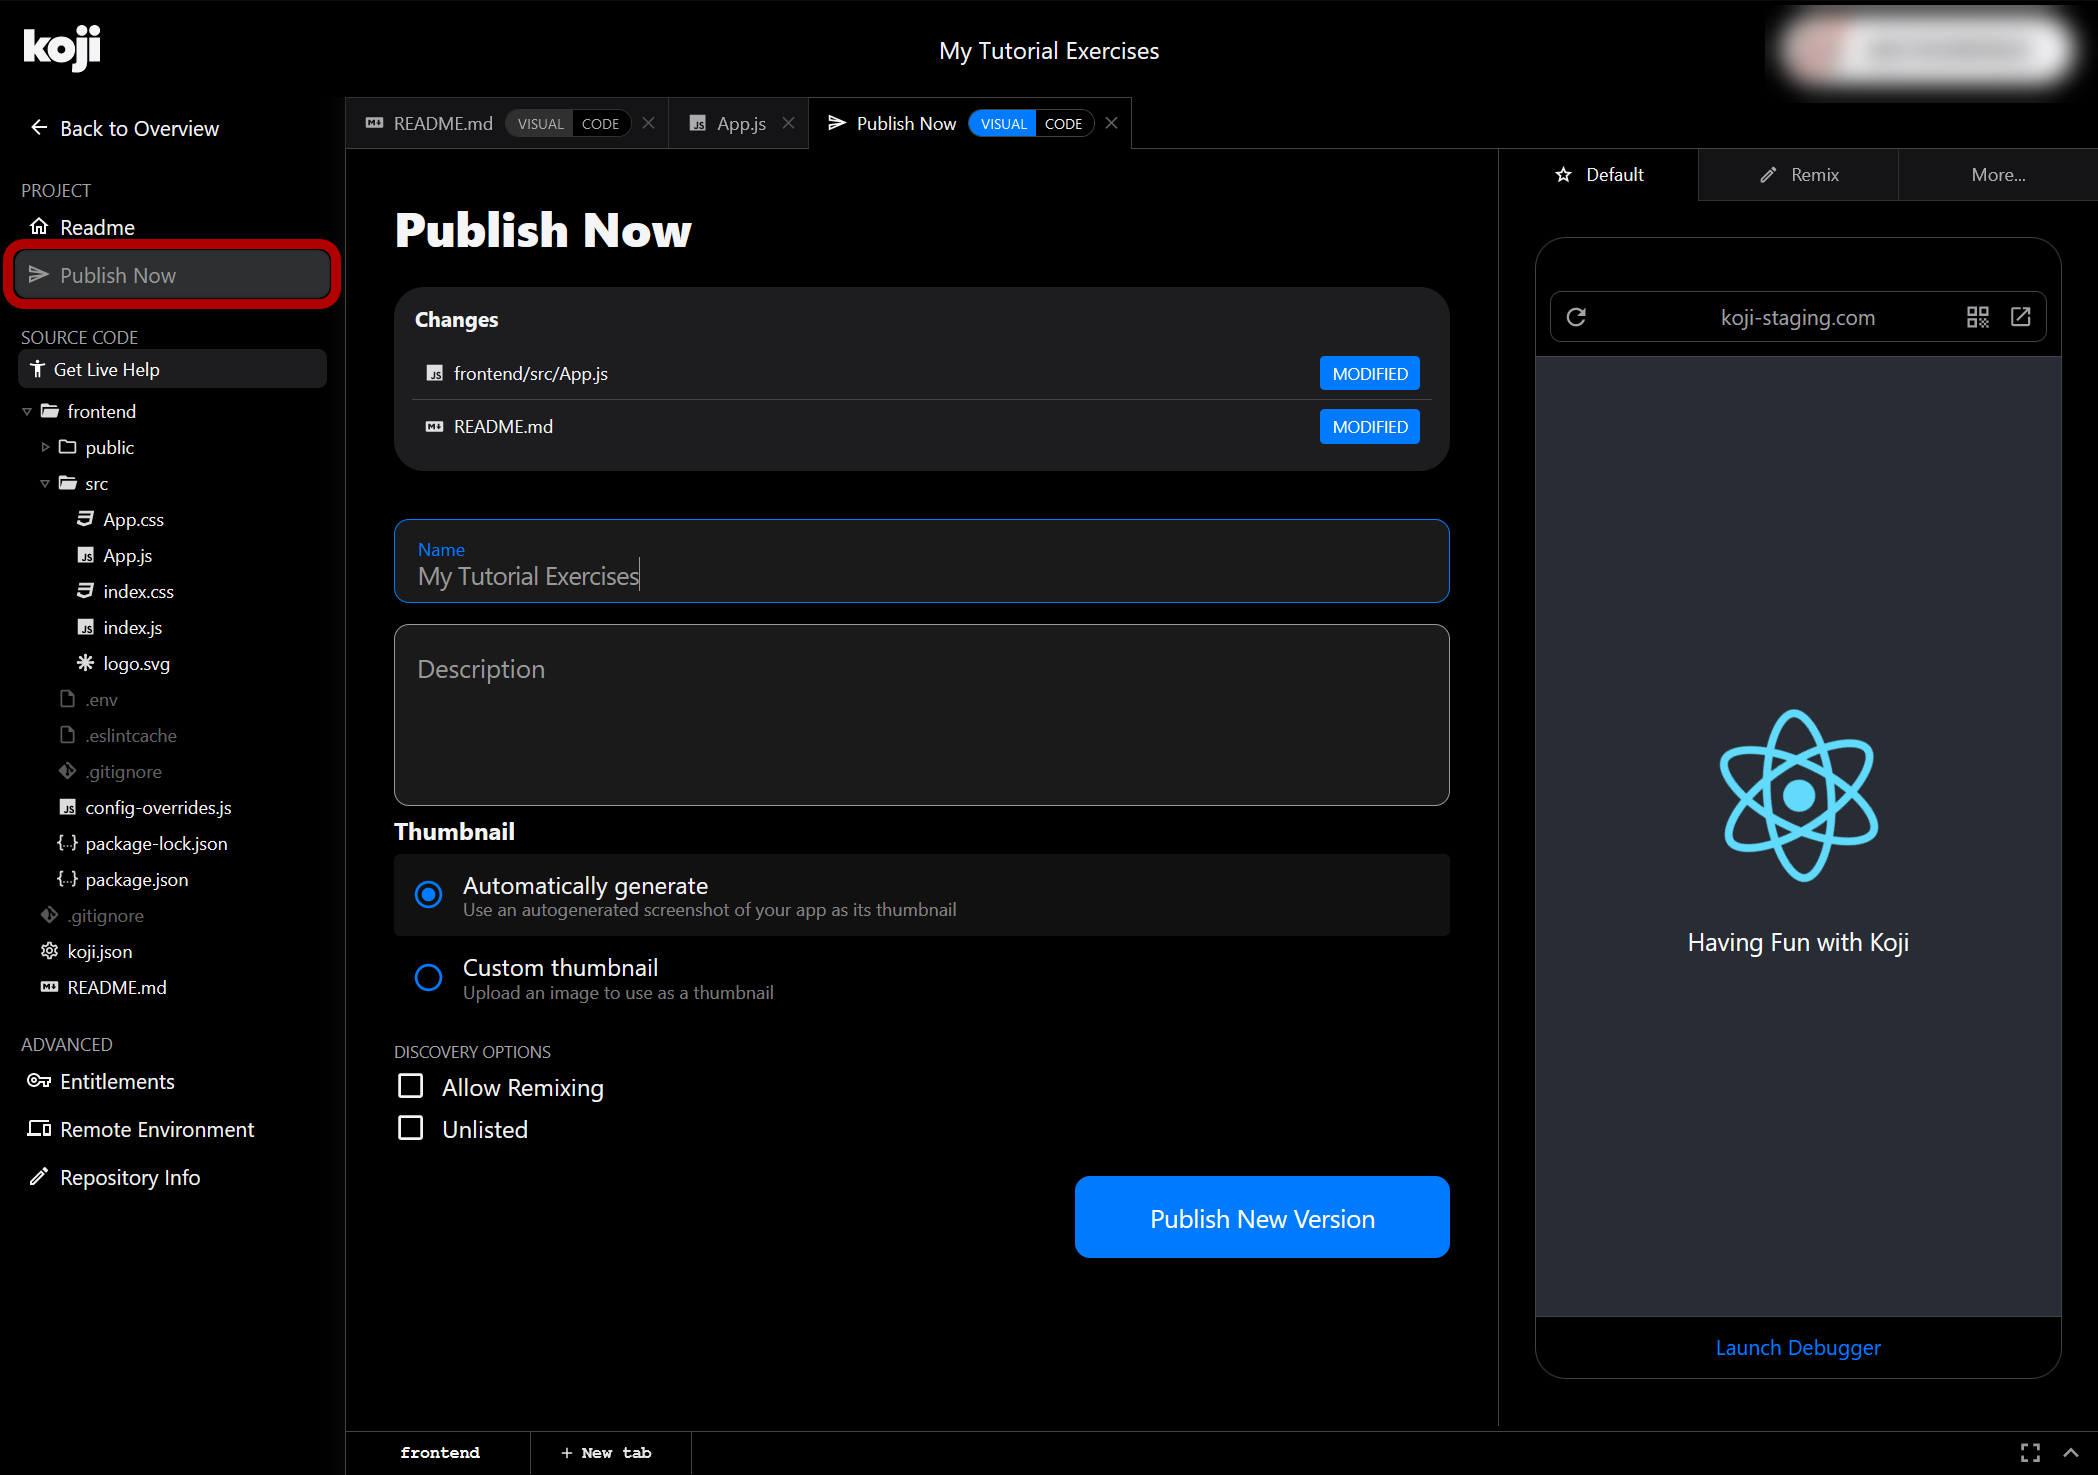 koji
My Tutorial Exercises
Back to Overview
PROJECT
Readme
Publish Now
SOURCE CODE
Get Live Help
frontend
public
src
App.css
App.js
index.css
index.js
logo.svg
.env
.eslintcache
.gitignore
config-overrides.js
package-lock.json
package.json
.gitignore
koji.json
README.md
ADVANCED
Entitlements
Remote Environment
Repository Info
README.md VISUAL CODE
App.js
Publish Now VISUAL CODE
Publish Now
Changes
frontend/src/App.js MODIFIED
README.md MODIFIED
Name
My Tutorial Exercises
Description
Thumbnail
Automatically generate
Use an autogenerated screenshot of your app as its thumbnail
Custom thumbnail
Upload an image to use as a thumbnail
DISCOVERY OPTIONS
Allow Remixing
Unlisted
Publish New Version
Default
Remix
More...
koji-staging.com
Having Fun with Koji
Launch Debugger
frontend
+ New tab